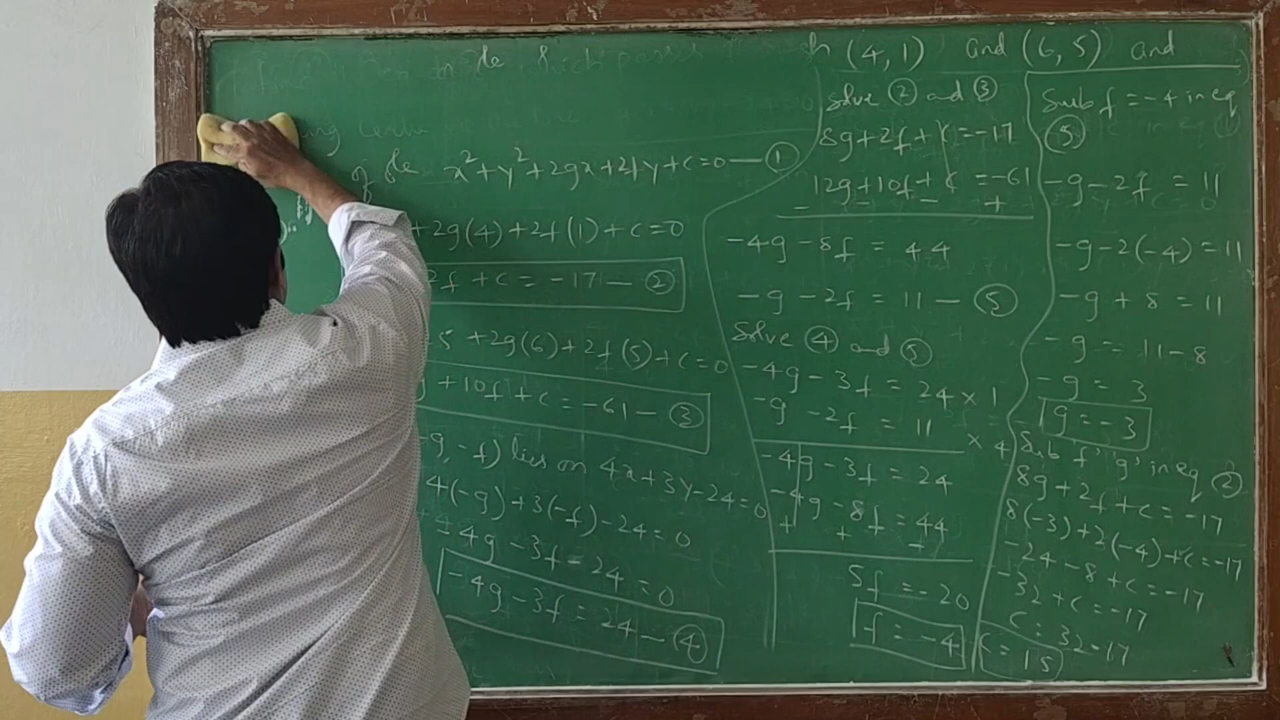 which passes (4, 1) and (6, 5) and
of the x²+y²+2gx+2fy+c=0 — ①
+2g(4)+2f(1)+c=0
2f+c = -17 — ②
5 +2g(6)+2f(5)+c=0
+10f+c = -61 — ③
-g, -f) lies on 4x+3y-24=0
4(-g)+3(-f)-24=0
-4g-3f-24=0
-4g-3f=24 — ④
Solve ② and ③
8g+2f+c=-17
12g+10f+c=-61
- - - +
-4g-8f = 44
-g-2f = 11 — ⑤
Solve ④ and ⑤
-4g-3f = 24 × 1
-g-2f = 11 × 4
-4g-3f = 24
-4g-8f = 44
+ + -
5f = -20
f = -4
Sub f = -4 in eq
⑤
-g-2f = 11
-g-2(-4) = 11
-g+8 = 11
-g = 11-8
-g = 3
g = -3
Sub 'f' 'g' in eq ②
8g+2f+c=-17
8(-3)+2(-4)+c=-17
-24-8+c=-17
-32+c=-17
c = 32-17
c = 15